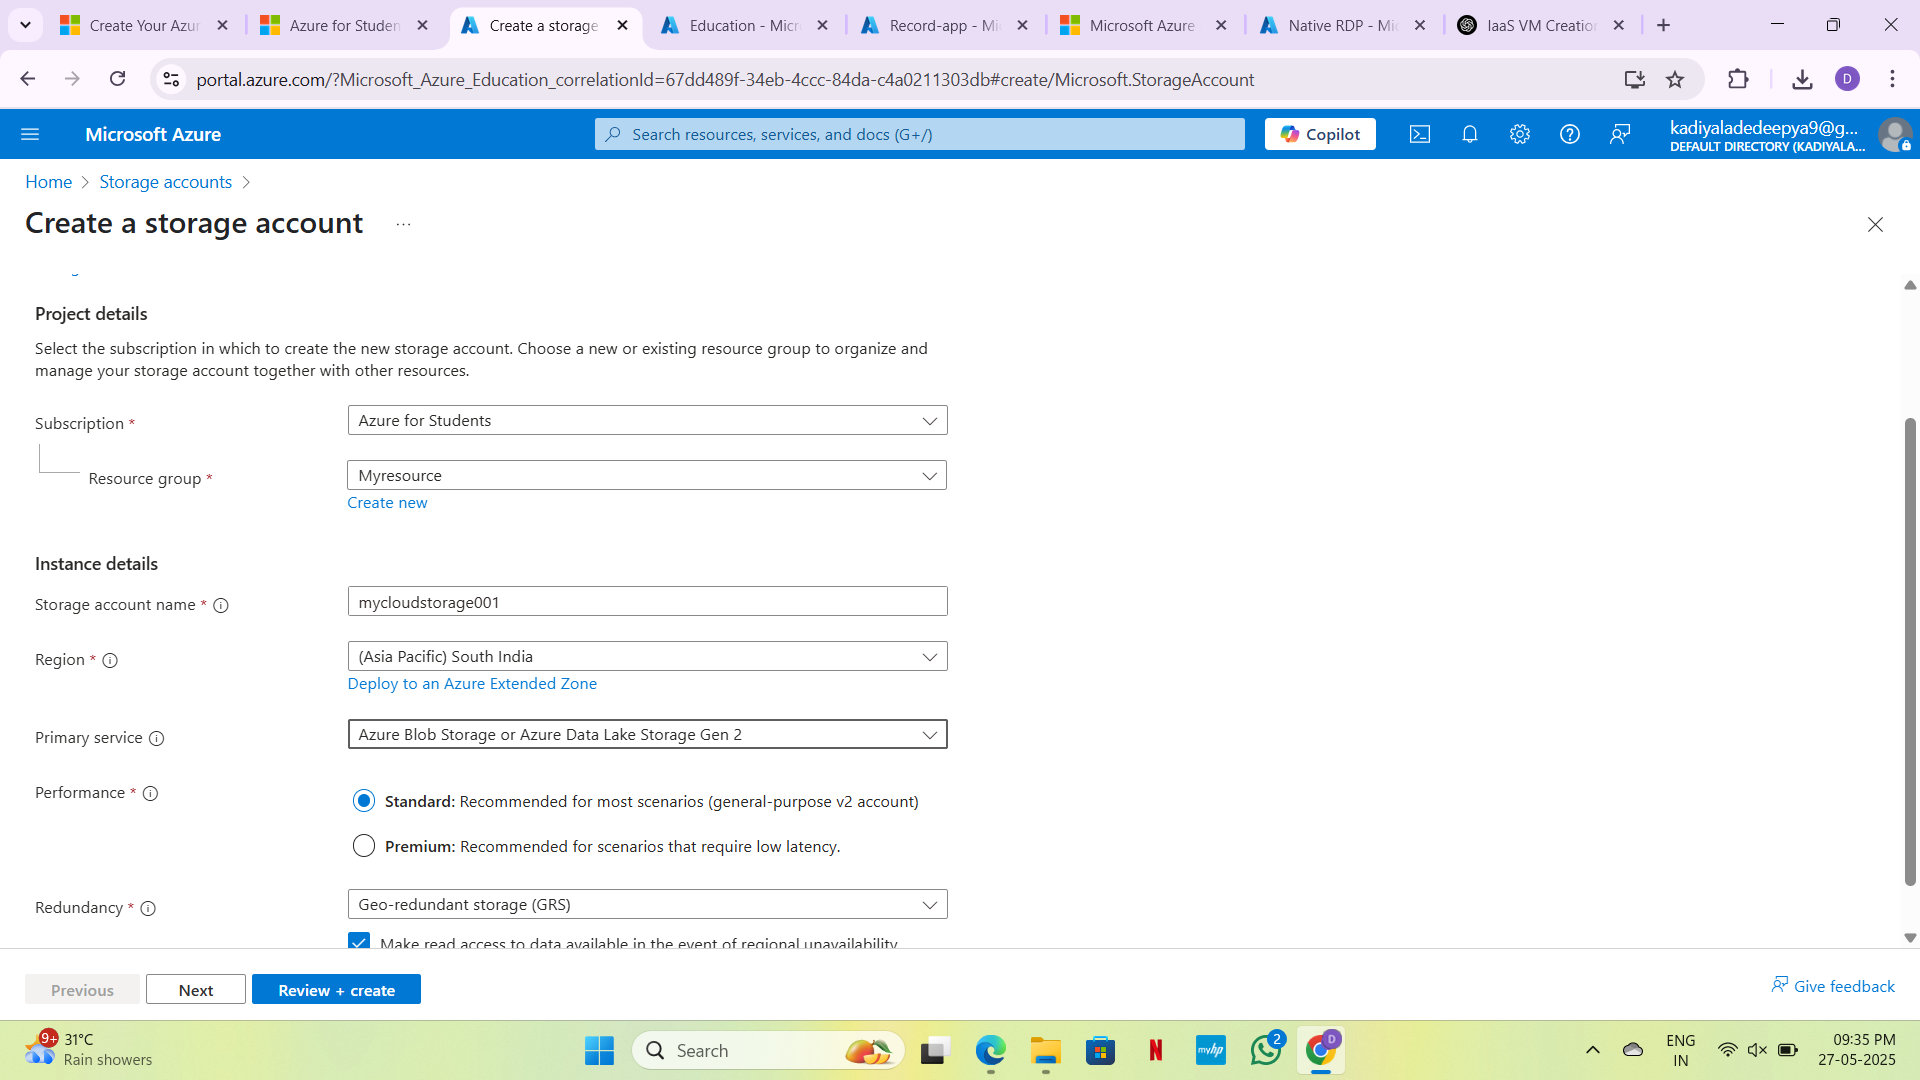 Create Your Azur
Azure for Studen
Create a storage
Education - Micr
Record-app - Mi
Microsoft Azure
Native RDP - Mi
IaaS VM Creation
portal.azure.com/?Microsoft_Azure_Education_correlationId=67dd489f-34eb-4ccc-84da-c4a0211303db#create/Microsoft.StorageAccount
D
Microsoft Azure
Search resources, services, and docs (G+/)
Copilot
kadiyaladedeepya9@g...
DEFAULT DIRECTORY (KADIYALA...
Home > Storage accounts >
Create a storage account ...
Project details
Select the subscription in which to create the new storage account. Choose a new or existing resource group to organize and
manage your storage account together with other resources.
Subscription *
Azure for Students
Resource group *
Myresource
Create new
Instance details
Storage account name *
mycloudstorage001
Region *
(Asia Pacific) South India
Deploy to an Azure Extended Zone
Primary service
Azure Blob Storage or Azure Data Lake Storage Gen 2
Performance *
Standard: Recommended for most scenarios (general-purpose v2 account)
Premium: Recommended for scenarios that require low latency.
Redundancy *
Geo-redundant storage (GRS)
Make read access to data available in the event of regional unavailability.
Previous
Next
Review + create
Give feedback
9+
31°C
Rain showers
Search
N
myhp
2
D
ENG
IN
09:35 PM
27-05-2025